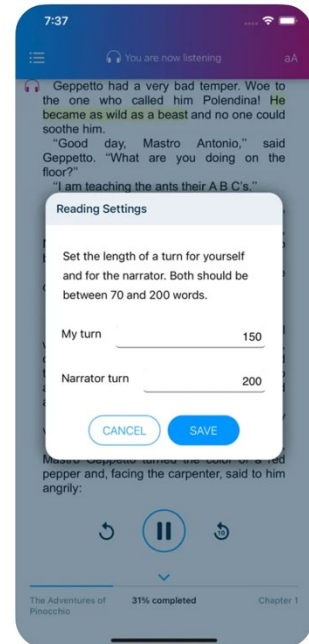 7:37
You are now listening
aA
Geppetto had a very bad temper. Woe to
the one who called him Polendina! He
became as wild as a beast and no one could
soothe him.
"Good day, Mastro Antonio," said
Geppetto. "What are you doing on the
floor?"
"I am teaching the ants their A B C's."
Reading Settings
Set the length of a turn for yourself
and for the narrator. Both should be
between 70 and 200 words.
My turn 150
Narrator turn 200
CANCEL SAVE
Mastro Geppetto turned the color of a red
pepper and, facing the carpenter, said to him
angrily:
The Adventures of
Pinocchio
31% completed
Chapter 1